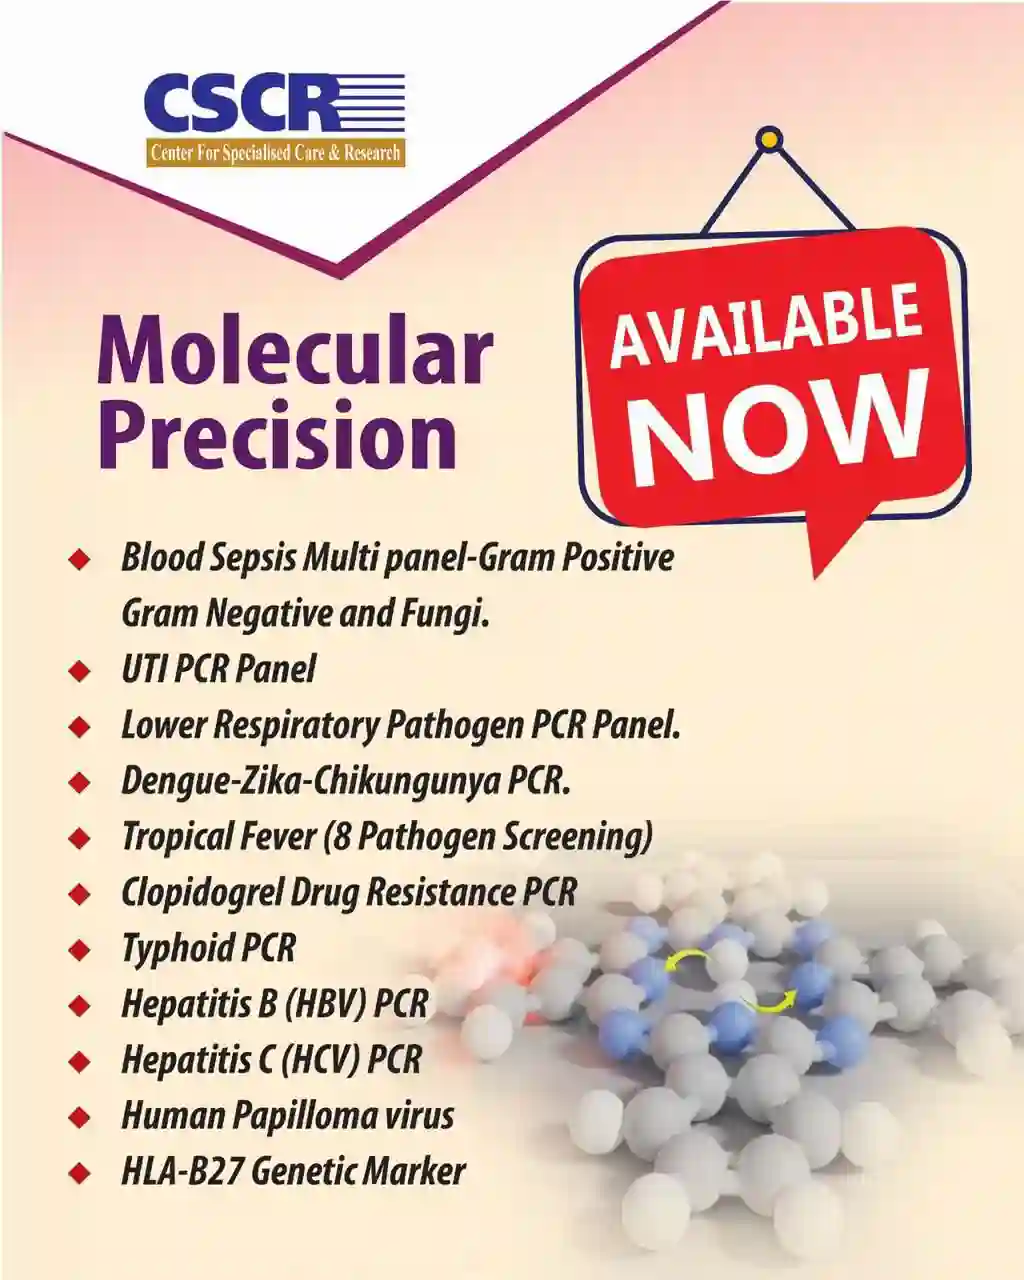 CSCR
Center For Specialised Care & Research
AVAILABLE
NOW
Molecular
Precision
Blood Sepsis Multi panel-Gram Positive
Gram Negative and Fungi.
UTI PCR Panel
Lower Respiratory Pathogen PCR Panel.
Dengue-Zika-Chikungunya PCR.
Tropical Fever (8 Pathogen Screening)
Clopidogrel Drug Resistance PCR
Typhoid PCR
Hepatitis B (HBV) PCR
Hepatitis C (HCV) PCR
Human Papilloma virus
HLA-B27 Genetic Marker